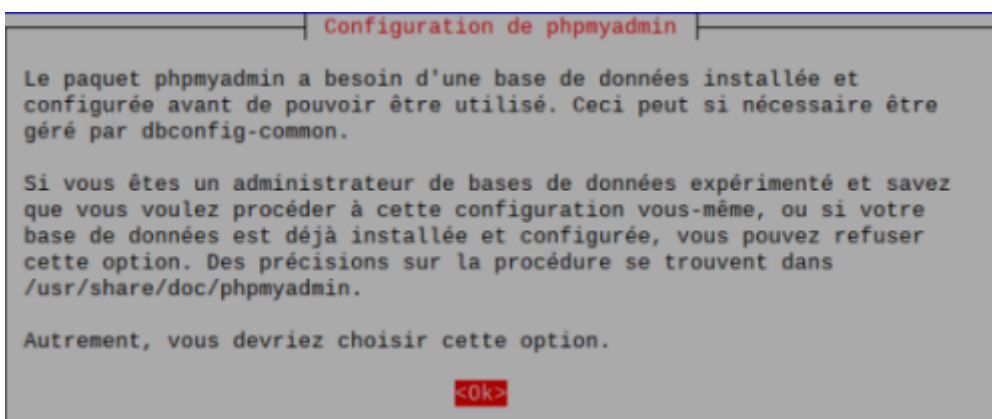 Configuration de phpmyadmin
Le paquet phpmyadmin a besoin d'une base de données installée et
configurée avant de pouvoir être utilisé. Ceci peut si nécessaire être
géré par dbconfig-common.
Si vous êtes un administrateur de bases de données expérimenté et savez
que vous voulez procéder à cette configuration vous-même, ou si votre
base de données est déjà installée et configurée, vous pouvez refuser
cette option. Des précisions sur la procédure se trouvent dans
/usr/share/doc/phpmyadmin.
Autrement, vous devriez choisir cette option.
<Ok>